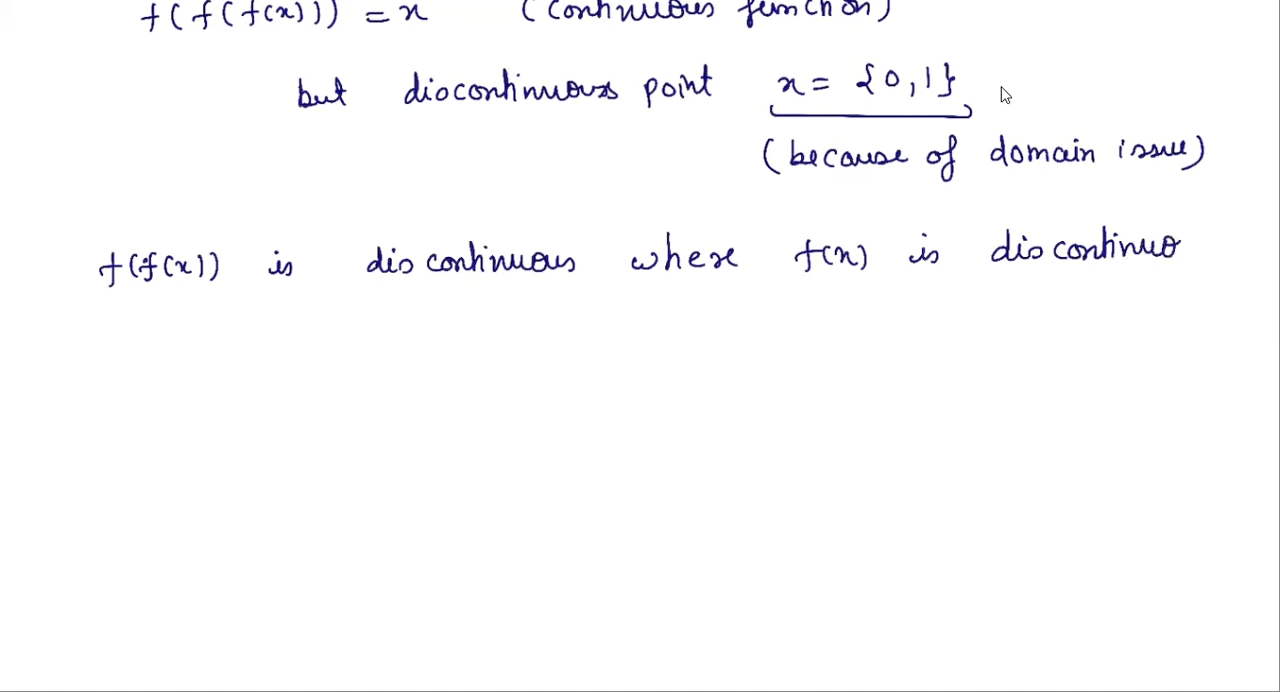 f(f(f(x))) = x (continuous function)
but discontinuous point x = {0,1}
(because of domain issue)
f(f(x)) is discontinuous where f(x) is discontinuo